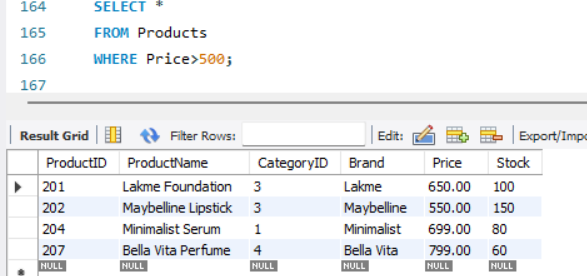 164 SELECT *
165 FROM Products
166 WHERE Price>500;
167
Result Grid Filter Rows: Edit: Export/Impo
ProductID ProductName CategoryID Brand Price Stock
201 Lakme Foundation 3 Lakme 650.00 100
202 Maybelline Lipstick 3 Maybelline 550.00 150
204 Minimalist Serum 1 Minimalist 699.00 80
207 Bella Vita Perfume 4 Bella Vita 799.00 60
NULL NULL NULL NULL NULL NULL